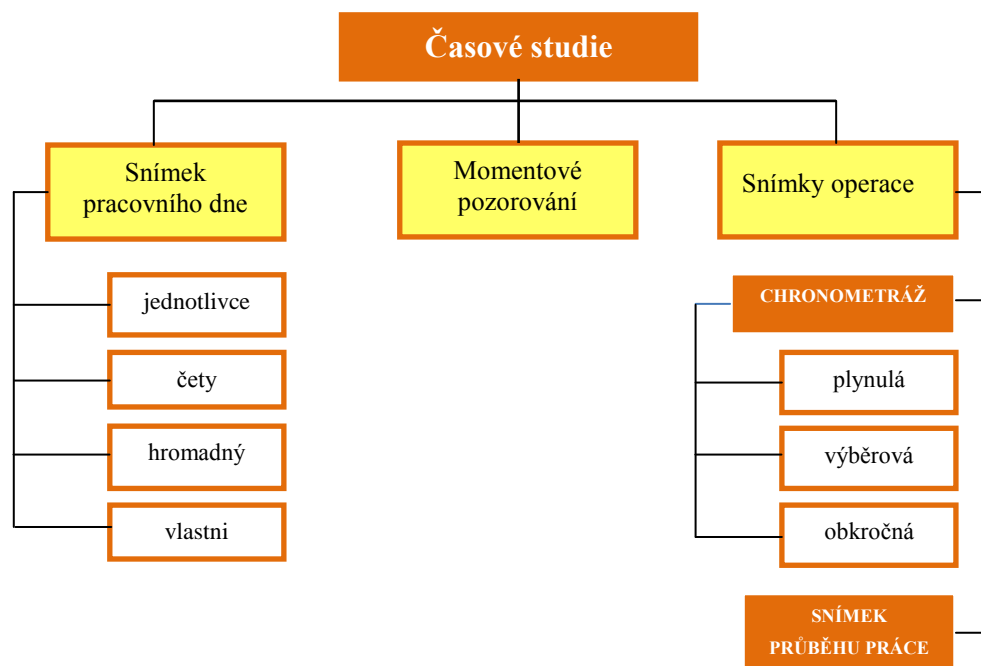 Časové studie
Snímek
pracovního dne
Momentové
pozorování
Snímky operace
jednotlivce
čety
hromadný
vlastni
CHRONOMETRÁŽ
plynulá
výběrová
obkročná
SNÍMEK
PRŮBĚHU PRÁCE